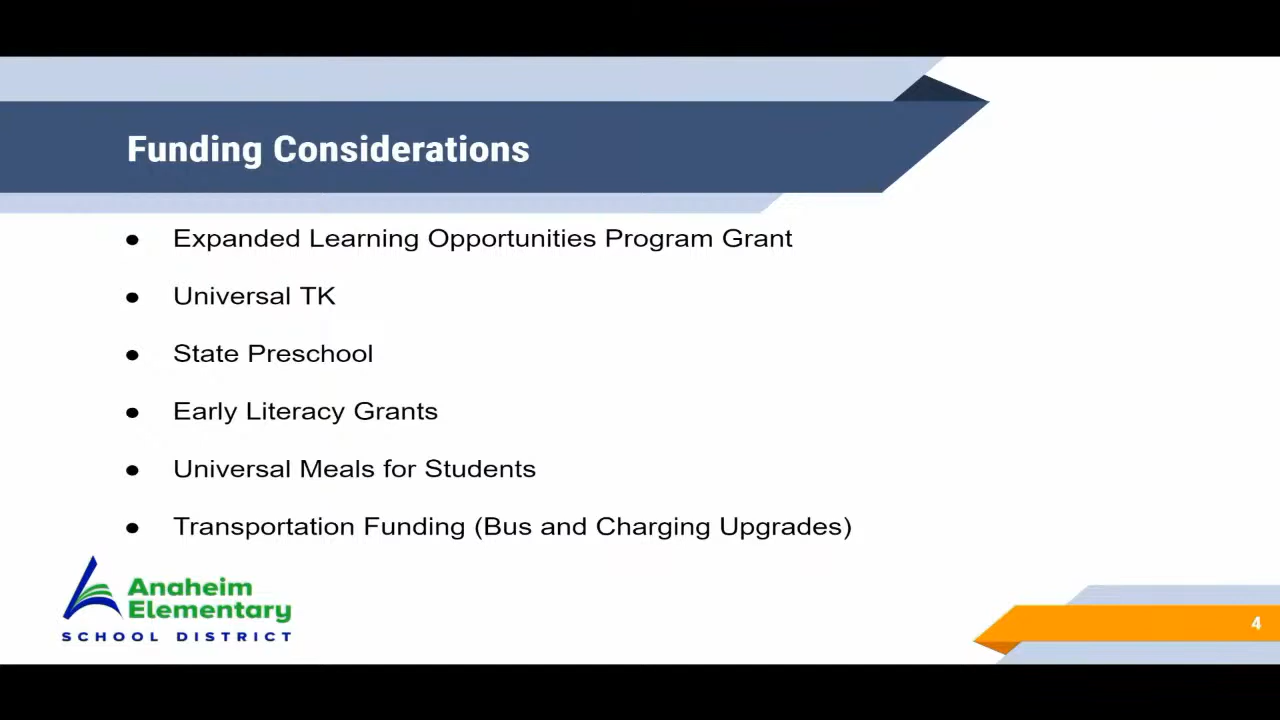 Funding Considerations
● Expanded Learning Opportunities Program Grant
● Universal TK
● State Preschool
● Early Literacy Grants
● Universal Meals for Students
● Transportation Funding (Bus and Charging Upgrades)
Anaheim
Elementary
SCHOOL DISTRICT
4